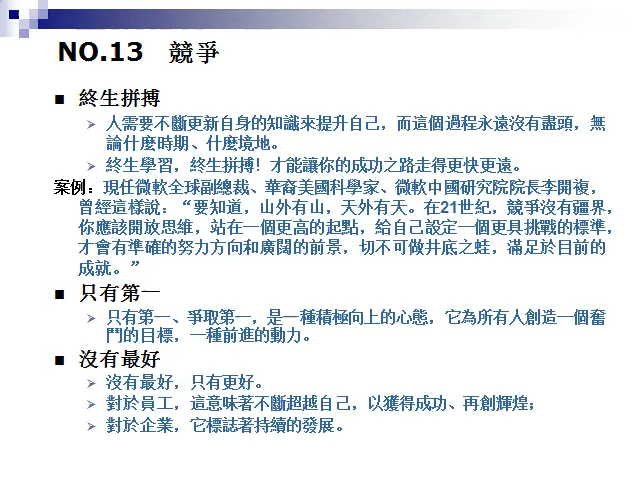 NO.13 競爭
■ 終生拼搏
➢ 人需要不斷更新自身的知識來提升自己，而這個過程永遠沒有盡頭，無
論什麼時期、什麼境地。
➢ 終生學習，終生拼搏！才能讓你的成功之路走得更快更遠。
案例：現任微軟全球副總裁、華裔美國科學家、微軟中國研究院院長李開複，
曾經這樣說：“要知道，山外有山，天外有天。在21世紀，競爭沒有疆界，
你應該開放思維，站在一個更高的起點，給自己設定一個更具挑戰的標準，
才會有準確的努力方向和廣闊的前景，切不可做井底之蛙，滿足於目前的
成就。”
■ 只有第一
➢ 只有第一、爭取第一，是一種積極向上的心態，它為所有人創造一個奮
鬥的目標，一種前進的動力。
■ 沒有最好
➢ 沒有最好，只有更好。
➢ 對於員工，這意味著不斷超越自己，以獲得成功、再創輝煌；
➢ 對於企業，它標誌著持續的發展。